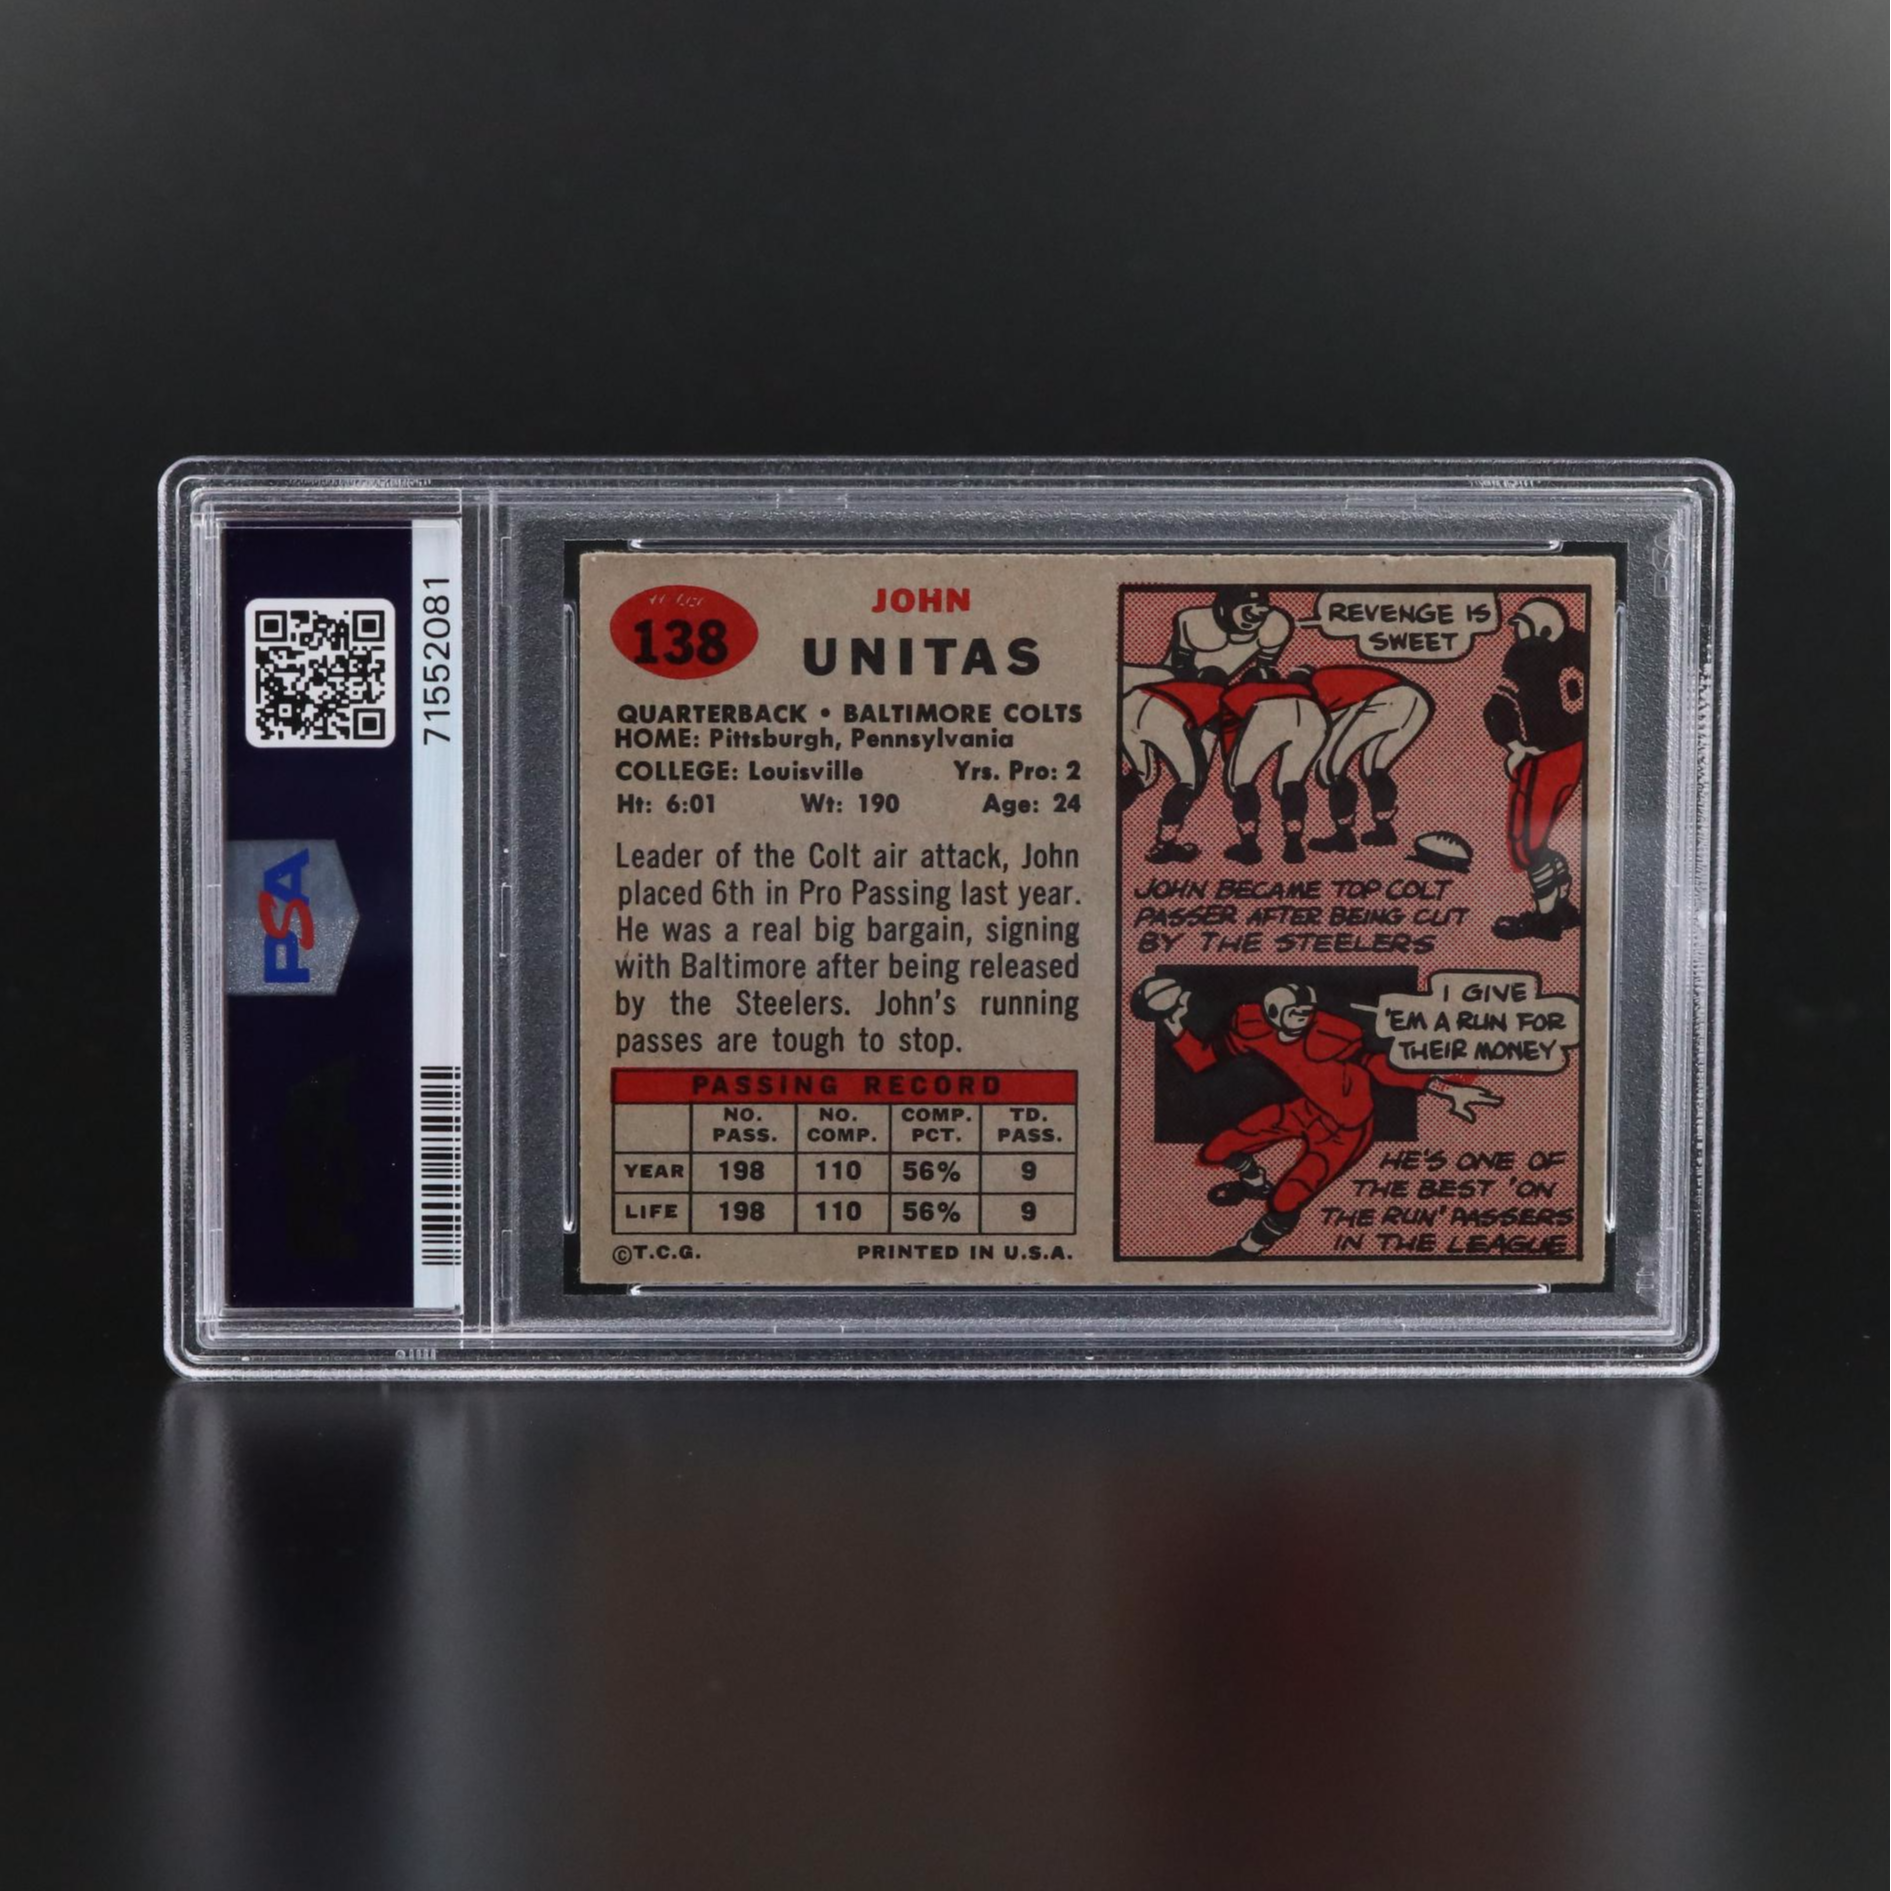 71552081
PSA
138
JOHN
UNITAS
QUARTERBACK • BALTIMORE COLTS
HOME: Pittsburgh, Pennsylvania
COLLEGE: Louisville Yrs. Pro: 2
Ht: 6:01 Wt: 190 Age: 24
Leader of the Colt air attack, John
placed 6th in Pro Passing last year.
He was a real big bargain, signing
with Baltimore after being released
by the Steelers. John's running
passes are tough to stop.
PASSING RECORD
NO. PASS. NO. COMP. COMP. PCT. TD. PASS.
YEAR 198 110 56% 9
LIFE 198 110 56% 9
©T.C.G. PRINTED IN U.S.A.
REVENGE IS
SWEET
JOHN BECAME TOP COLT
PASSER AFTER BEING CUT
BY THE STEELERS
I GIVE
'EM A RUN FOR
THEIR MONEY
HE'S ONE OF
THE BEST 'ON
THE RUN' PASSERS
IN THE LEAGUE
PSA